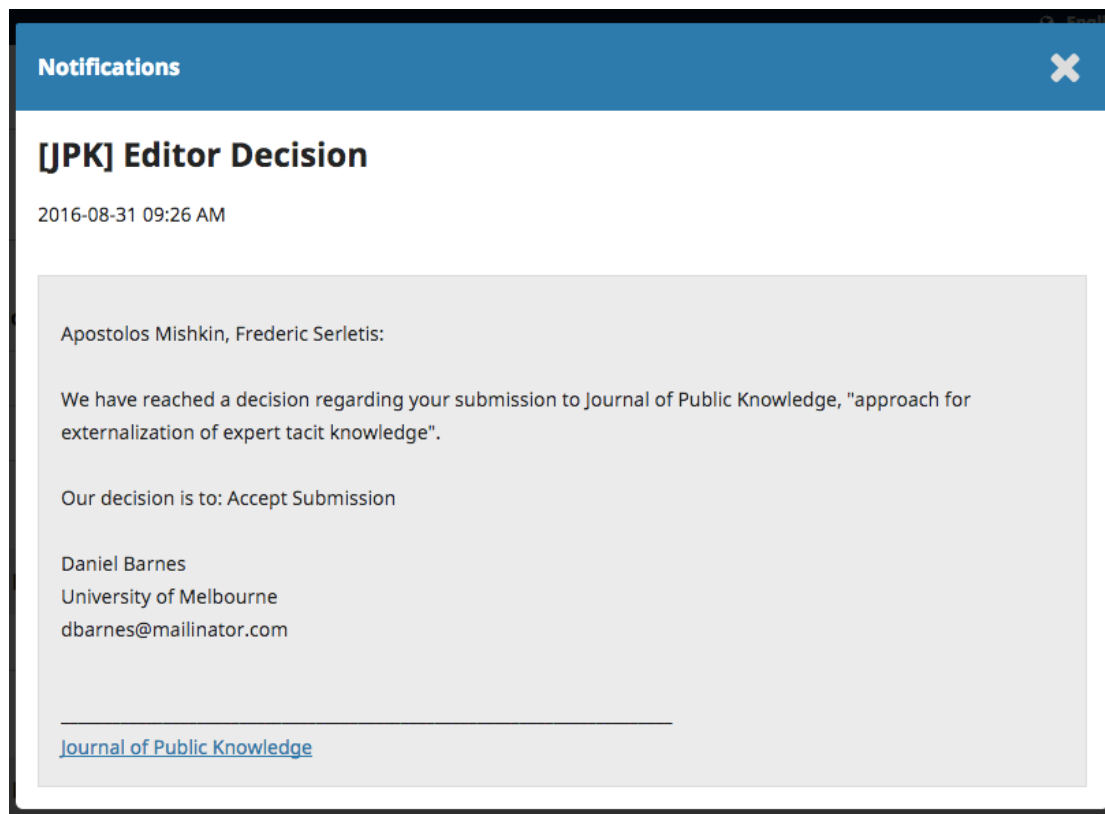 Notifications
[JPK] Editor Decision
2016-08-31 09:26 AM
Apostolos Mishkin, Frederic Serletis:
We have reached a decision regarding your submission to Journal of Public Knowledge, "approach for
externalization of expert tacit knowledge".
Our decision is to: Accept Submission
Daniel Barnes
University of Melbourne
dbarnes@mailinator.com
Journal of Public Knowledge